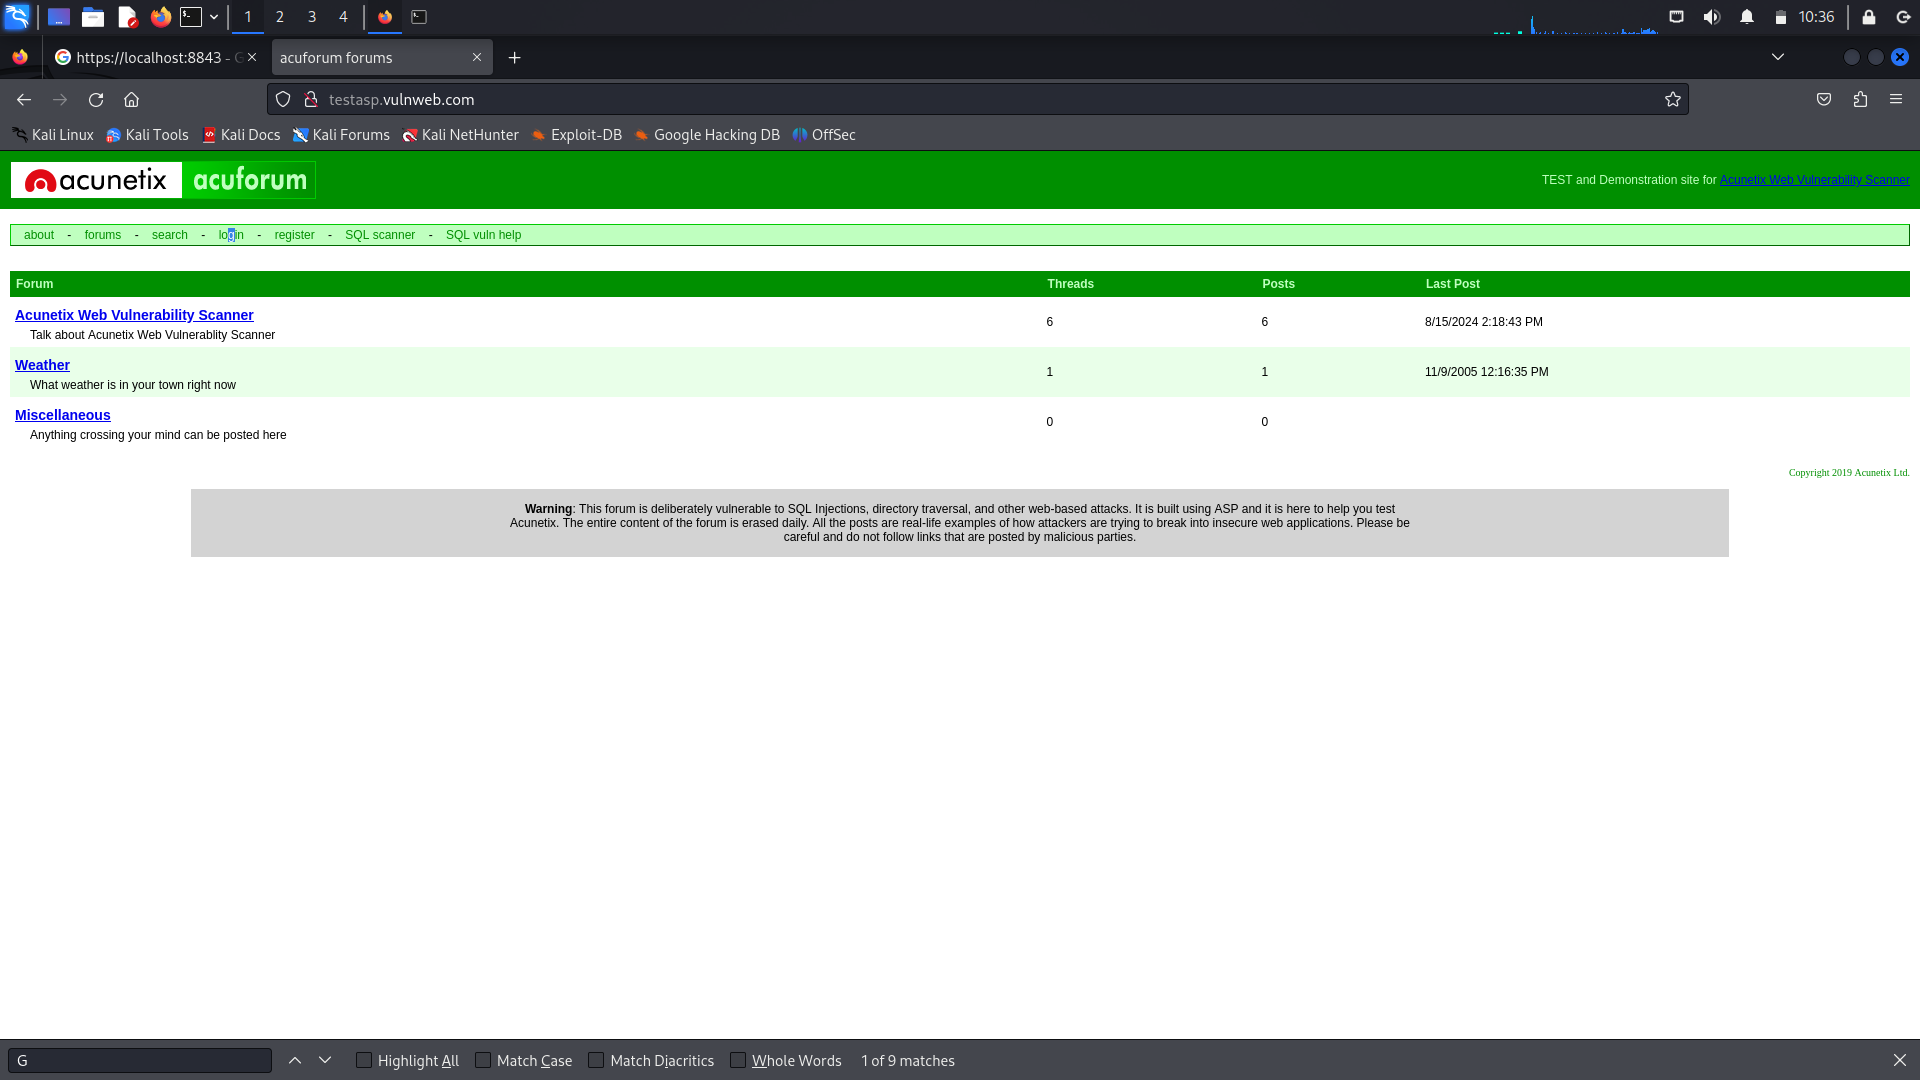 1 2 3 4 10:36
https://localhost:8843 - G acuforum forums
testasp.vulnweb.com
Kali Linux Kali Tools Kali Docs Kali Forums Kali NetHunter Exploit-DB Google Hacking DB OffSec
acunetix acuforum TEST and Demonstration site for Acunetix Web Vulnerability Scanner
about - forums - search - login - register - SQL scanner - SQL vuln help
Forum Threads Posts Last Post
Acunetix Web Vulnerability Scanner
Talk about Acunetix Web Vulnerablity Scanner 6 6 8/15/2024 2:18:43 PM
Weather
What weather is in your town right now 1 1 11/9/2005 12:16:35 PM
Miscellaneous
Anything crossing your mind can be posted here 0 0
Copyright 2019 Acunetix Ltd.
Warning: This forum is deliberately vulnerable to SQL Injections, directory traversal, and other web-based attacks. It is built using ASP and it is here to help you test
Acunetix. The entire content of the forum is erased daily. All the posts are real-life examples of how attackers are trying to break into insecure web applications. Please be
careful and do not follow links that are posted by malicious parties.
G Highlight All Match Case Match Diacritics Whole Words 1 of 9 matches